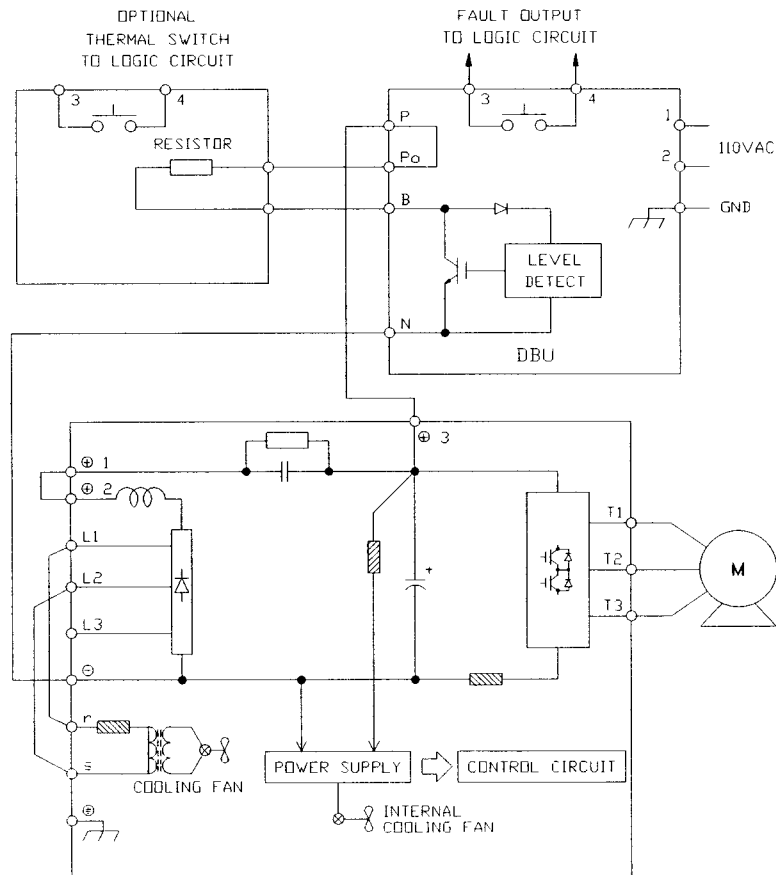 OPTIONAL
THERMAL SWITCH
TO LOGIC CIRCUIT
FAULT OUTPUT
TO LOGIC CIRCUIT
3
4
RESISTOR
3
4
P
Po
B
N
1
2
110VAC
GND
LEVEL
DETECT
DBU
⊕ 3
⊕ 1
⊕ 2
L1
L2
L3
⊖
r
s
COOLING FAN
+
T1
T2
T3
M
POWER SUPPLY
CONTROL CIRCUIT
INTERNAL
COOLING FAN